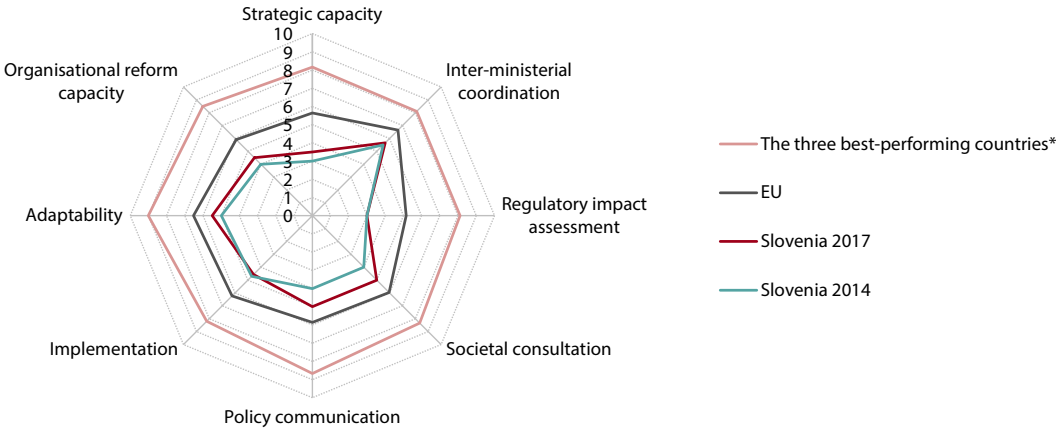 Strategic capacity
10
9
8
7
6
5
4
3
2
1
0
Inter-ministerial
coordination
Regulatory impact
assessment
Societal consultation
Policy communication
Implementation
Adaptability
Organisational reform
capacity
The three best-performing countries*
EU
Slovenia 2017
Slovenia 2014